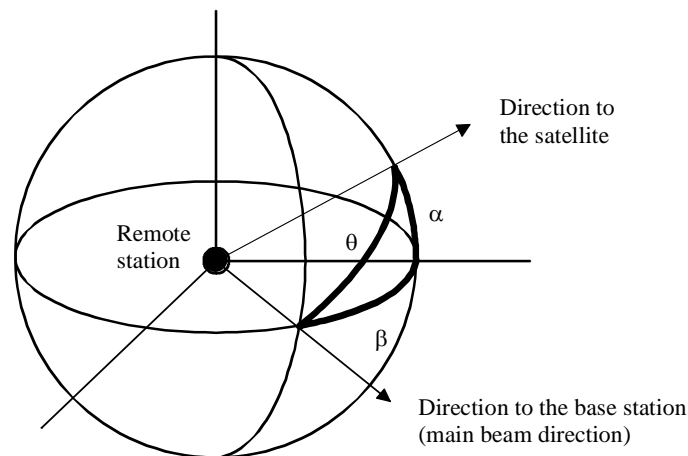 Direction to
the satellite
α
Remote
station
θ
β
Direction to the base station
(main beam direction)